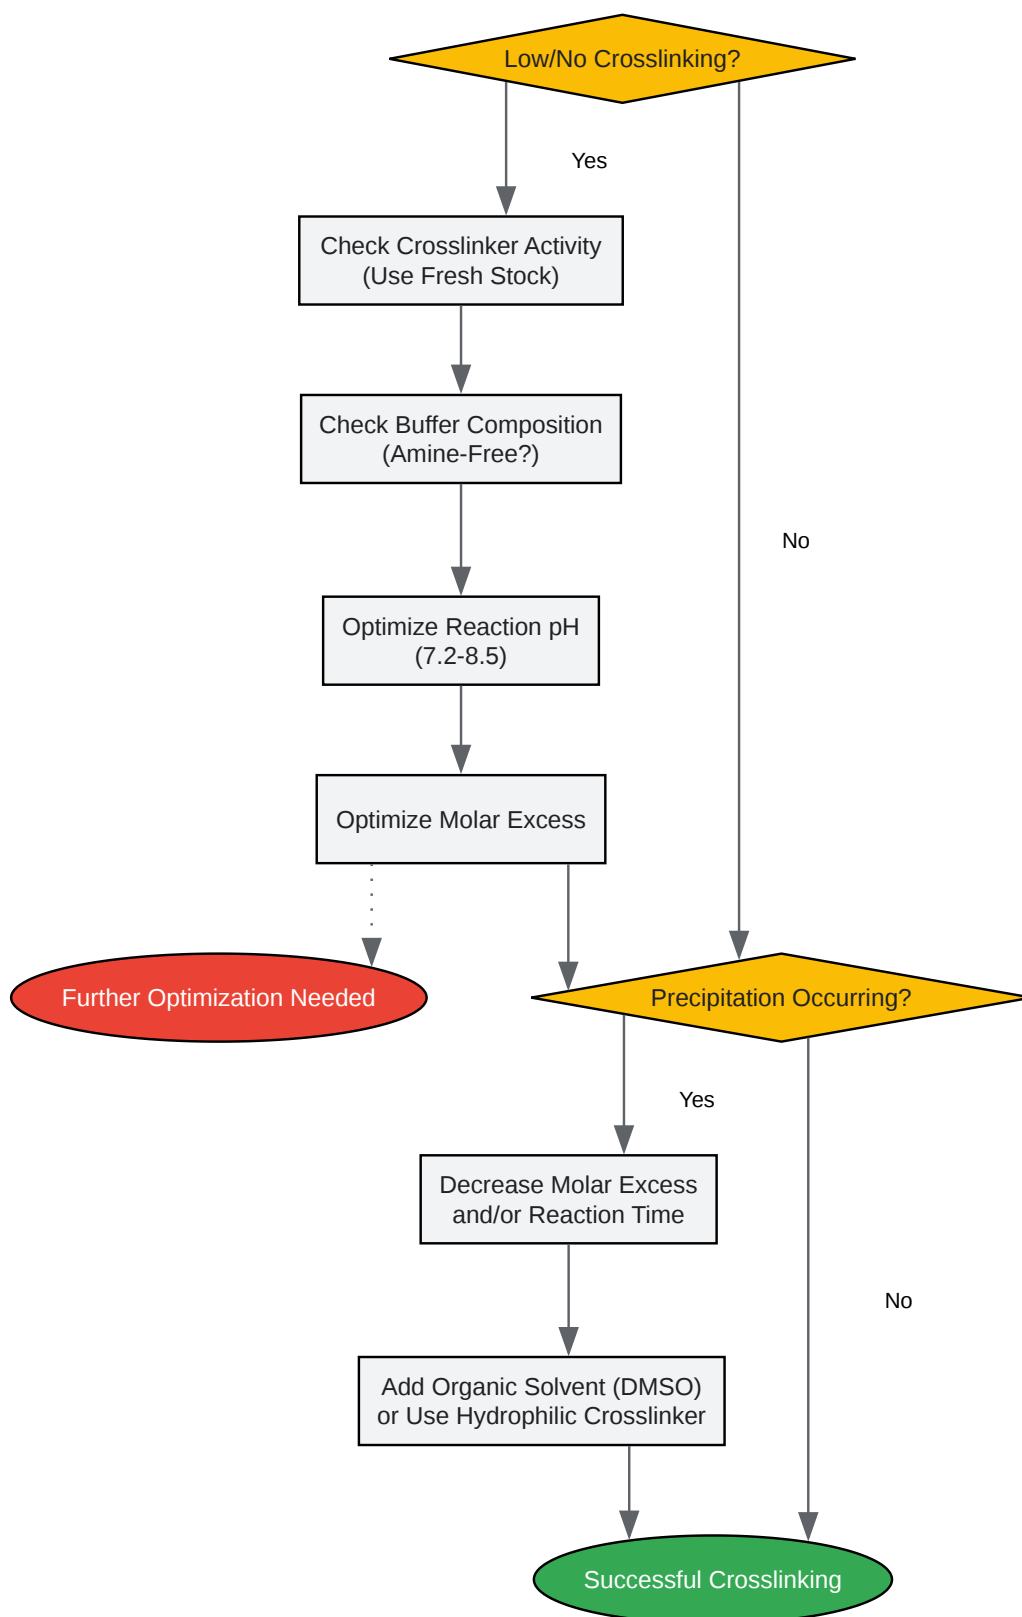 Low/No Crosslinking?
Yes
Check Crosslinker Activity
(Use Fresh Stock)
Check Buffer Composition
(Amine-Free?)
No
Optimize Reaction pH
(7.2-8.5)
Optimize Molar Excess
Further Optimization Needed
Precipitation Occurring?
Yes
Decrease Molar Excess
and/or Reaction Time
No
Add Organic Solvent (DMSO)
or Use Hydrophilic Crosslinker
Successful Crosslinking